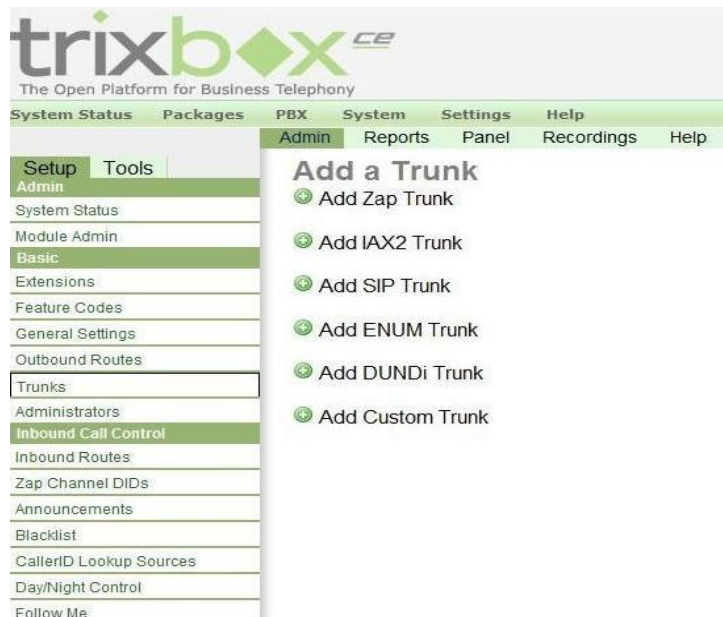 trixbox ce
The Open Platform for Business Telephony
System Status Packages PBX System Settings Help
Admin Reports Panel Recordings Help
Setup Tools
Admin
System Status
Module Admin
Basic
Extensions
Feature Codes
General Settings
Outbound Routes
Trunks
Administrators
Inbound Call Control
Inbound Routes
Zap Channel DIDs
Announcements
Blacklist
CallerID Lookup Sources
Day/Night Control
Follow Me
Add a Trunk
Add Zap Trunk
Add IAX2 Trunk
Add SIP Trunk
Add ENUM Trunk
Add DUNDi Trunk
Add Custom Trunk